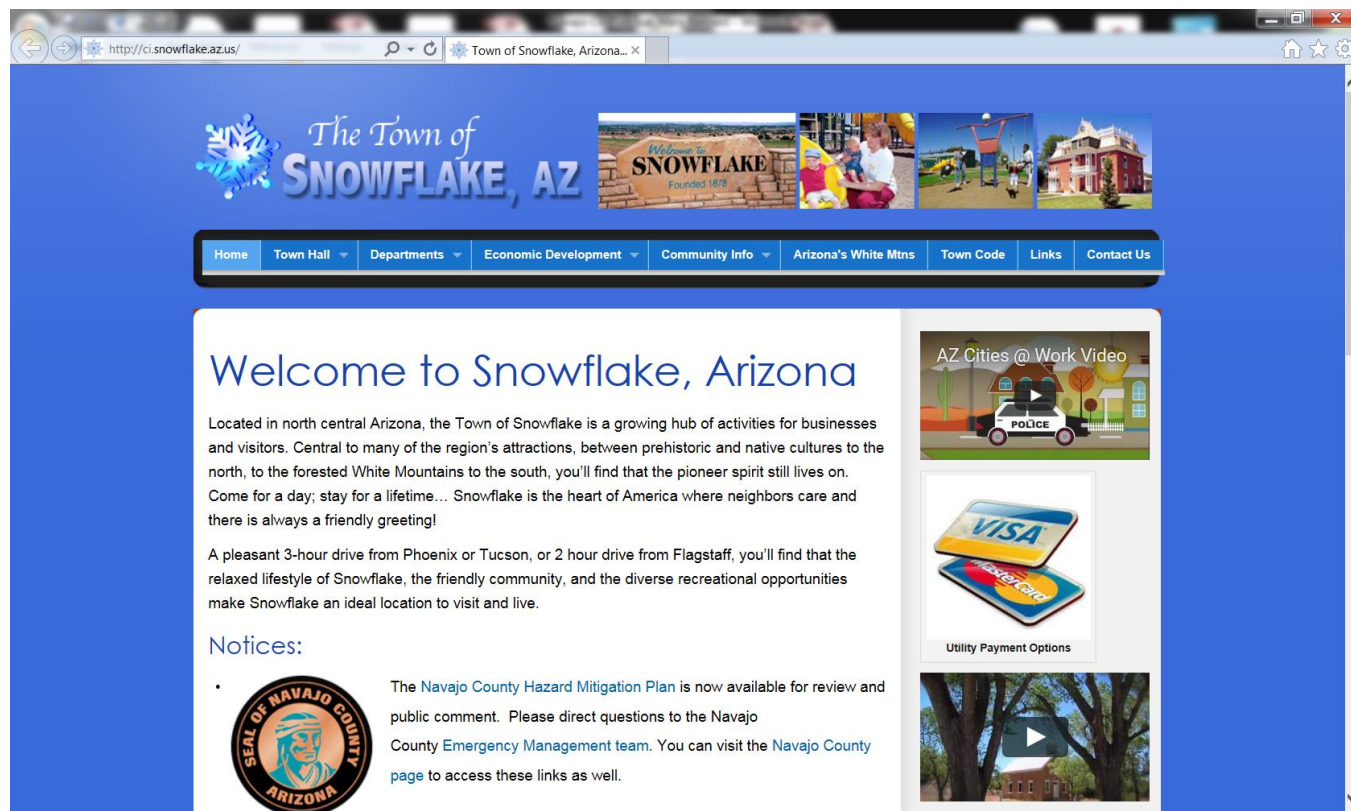 http://ci.snowflake.az.us/
Town of Snowflake, Arizona...
The Town of
SNOWFLAKE, AZ
Welcome To
SNOWFLAKE
Founded 1878
Home Town Hall Departments Economic Development Community Info Arizona's White Mtns Town Code Links Contact Us
Welcome to Snowflake, Arizona
Located in north central Arizona, the Town of Snowflake is a growing hub of activities for businesses
and visitors. Central to many of the region's attractions, between prehistoric and native cultures to the
north, to the forested White Mountains to the south, you'll find that the pioneer spirit still lives on.
Come for a day; stay for a lifetime… Snowflake is the heart of America where neighbors care and
there is always a friendly greeting!
A pleasant 3-hour drive from Phoenix or Tucson, or 2 hour drive from Flagstaff, you'll find that the
relaxed lifestyle of Snowflake, the friendly community, and the diverse recreational opportunities
make Snowflake an ideal location to visit and live.
Notices:
SEAL OF NAVAJO COUNTY
ARIZONA
The Navajo County Hazard Mitigation Plan is now available for review and
public comment. Please direct questions to the Navajo
County Emergency Management team. You can visit the Navajo County
page to access these links as well.
AZ Cities @ Work Video
POLICE
VISA
MasterCard
Utility Payment Options